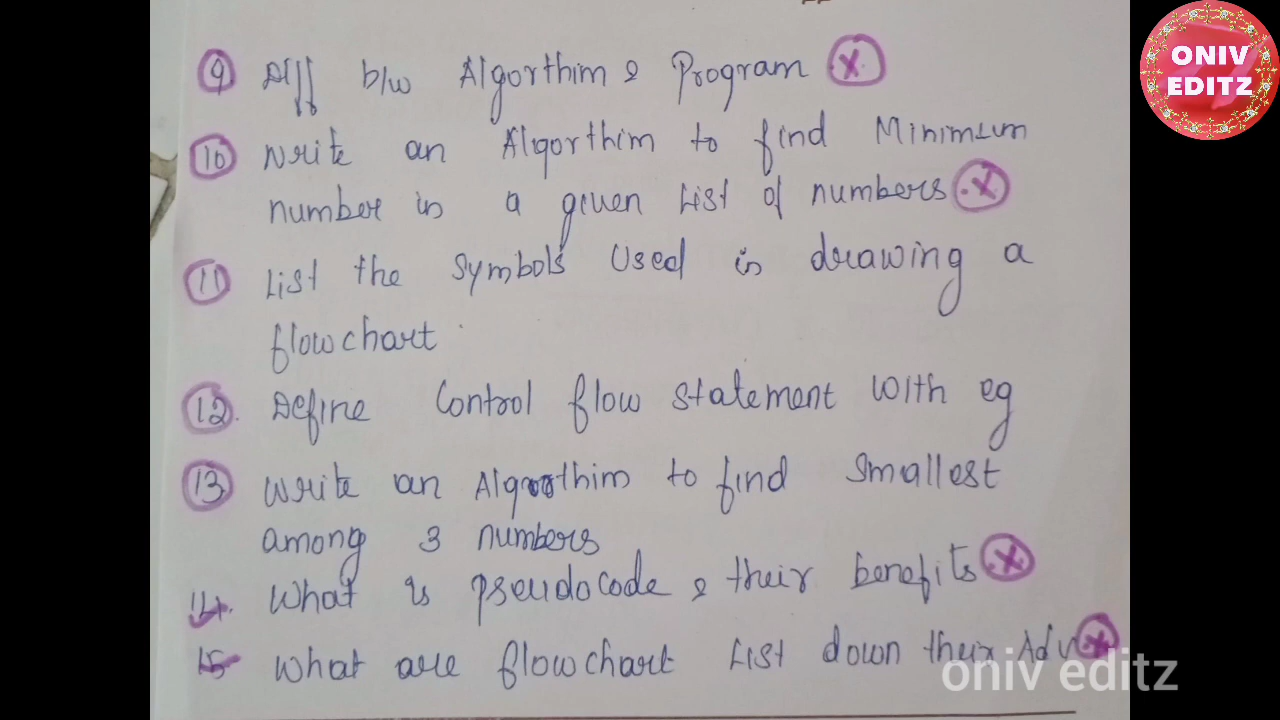 9 Diff b/w Algorthim & Program X
10 Write an Algorthim to find Minimum
number in a given List of numbers X
11 List the symbols Used in drawing a
flowchart
12. Define Control flow statement with eg
13 Write an Algorthim to find Smallest
among 3 numbers
14. What is pseudocode & their benefits X
15 What are flowchart List down their Adv X
ONIV
EDITZ
oniv editz